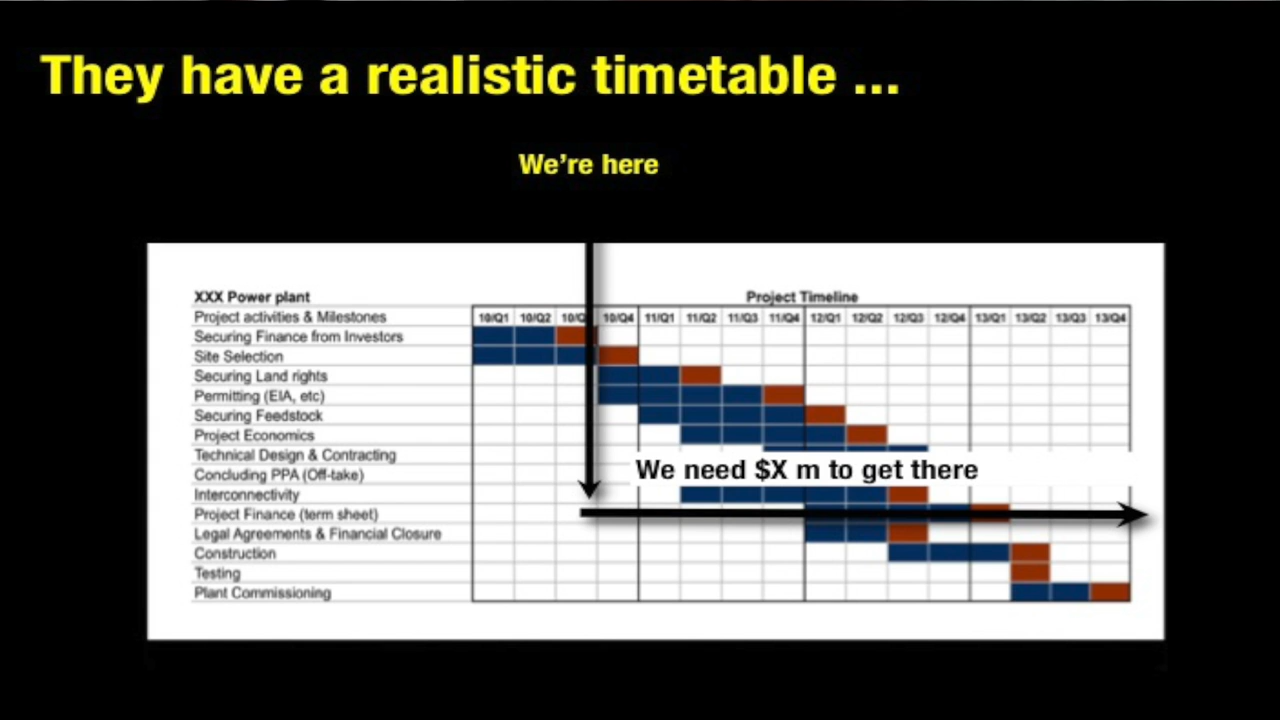 They have a realistic timetable ...
We're here
XXX Power plant Project Timeline
Project activities & Milestones 10/Q1 10/Q2 10/Q 10/Q4 11/Q1 11/Q2 11/Q3 11/Q4 12/Q1 12/Q2 12/Q3 12/Q4 13/Q1 13/Q2 13/Q3 13/Q4
Securing Finance from Investors
Site Selection
Securing Land rights
Permitting (EIA, etc)
Securing Feedstock
Project Economics
Technical Design & Contracting
We need $X m to get there
Concluding PPA (Off-take)
Interconnectivity
Project Finance (term sheet)
Legal Agreements & Financial Closure
Construction
Testing
Plant Commissioning